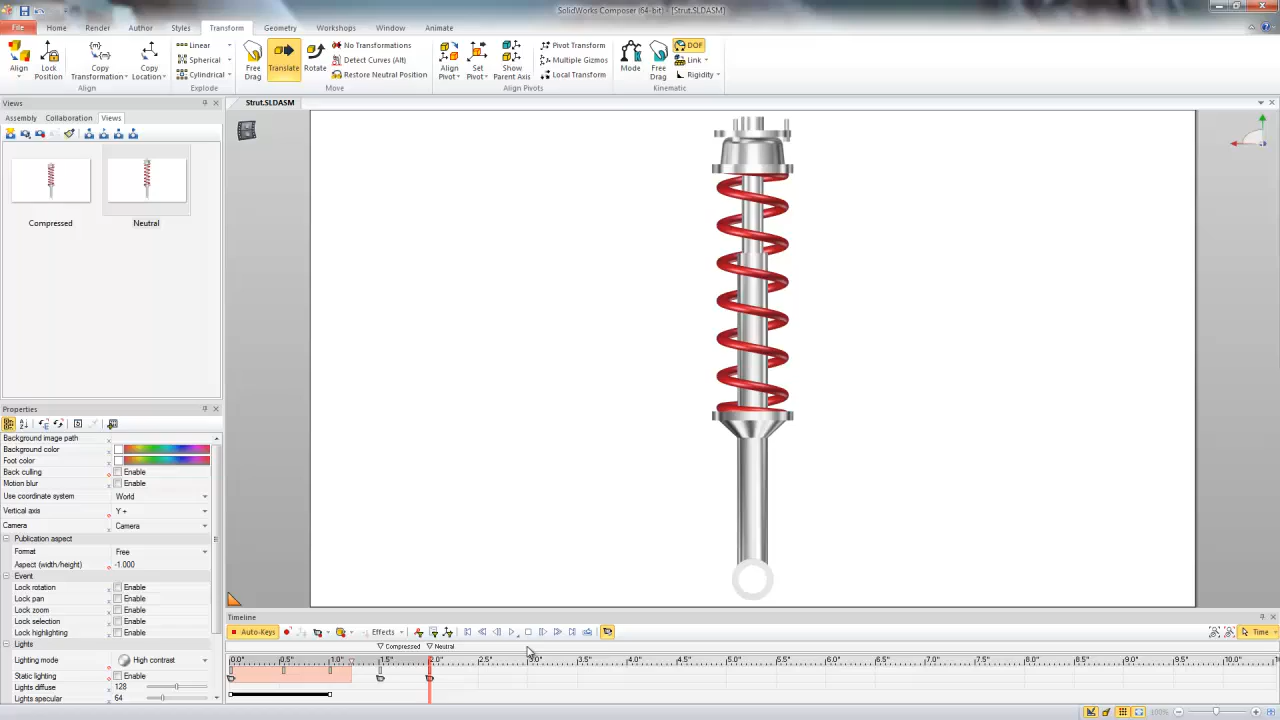 SolidWorks Composer (64-bit) - [Strut.SLDASM]
File Home Render Author Styles Transform Geometry Workshops Window Animate
Align
Lock Position
Copy Transformation
Copy Location
Align
Linear
Spherical
Cylindrical
Explode
Free Drag
Translate
Rotate
No Transformations
Detect Curves (Alt)
Restore Neutral Position
Move
Align Pivot
Set Pivot
Show Parent Axis
Pivot Transform
Multiple Gizmos
Local Transform
Align Pivots
Mode
Free Drag
DOF
Link
Rigidity
Kinematic
Views
Assembly Collaboration Views
Compressed Neutral
Strut.SLDASM
Properties
Background image path
Background color
Foot color
Back culling Enable
Motion blur Enable
Use coordinate system World
Vertical axis Y +
Camera Camera
Publication aspect
Format Free
Aspect (width/height) -1.000
Event
Lock rotation Enable
Lock pan Enable
Lock zoom Enable
Lock selection Enable
Lock highlighting Enable
Lights
Lighting mode High contrast
Static lighting Enable
Lights diffuse 128
Lights specular 64
Timeline
Auto-Keys Effects Time
Compressed Neutral
0.0" 0.5" 1.0" 1.5" 2.0" 2.5" 3.0" 3.5" 4.0" 4.5" 5.0" 5.5" 6.0" 6.5" 7.0" 7.5" 8.0" 8.5" 9.0" 9.5" 10.0
100%